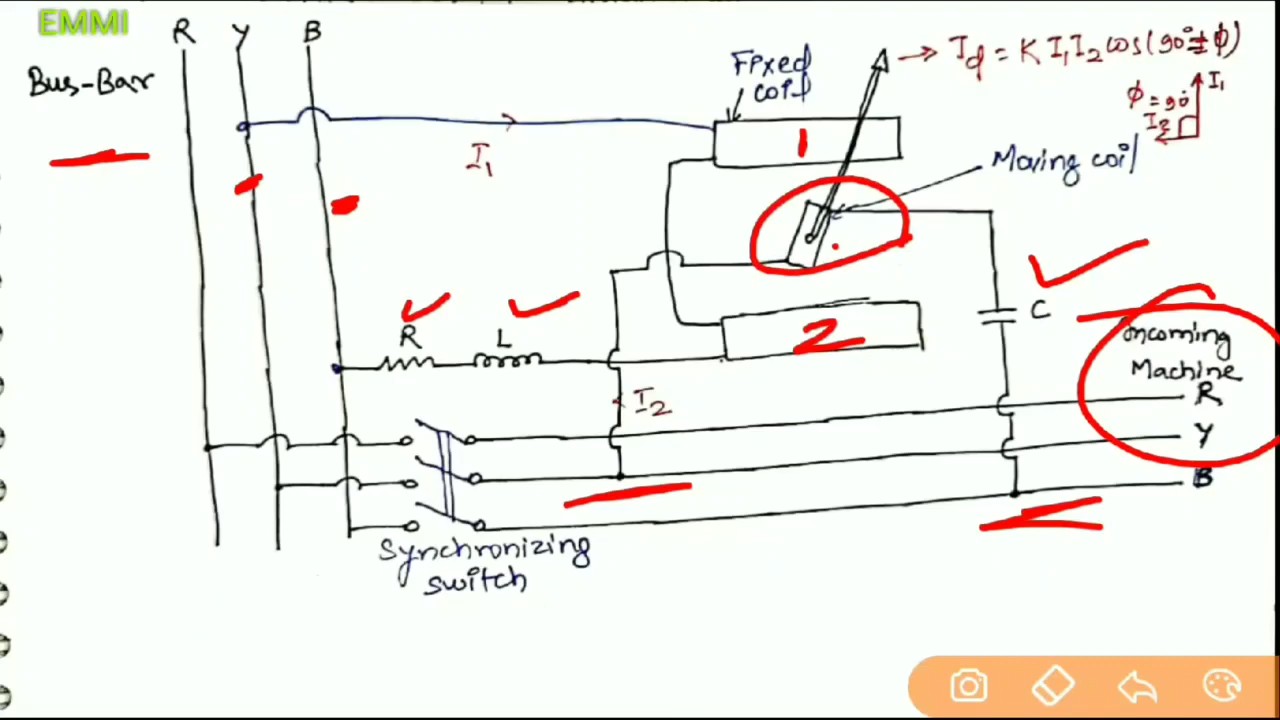 EMMI
R Y B
Bus-Bar
Fixed
coil
Td = K I1 I2 cos(90° ± ϕ)
ϕ = 90°
I1
I2
1
I1
Moving coil
R L
2
C
Incoming
Machine
R
I2
Y
B
Synchronizing
switch